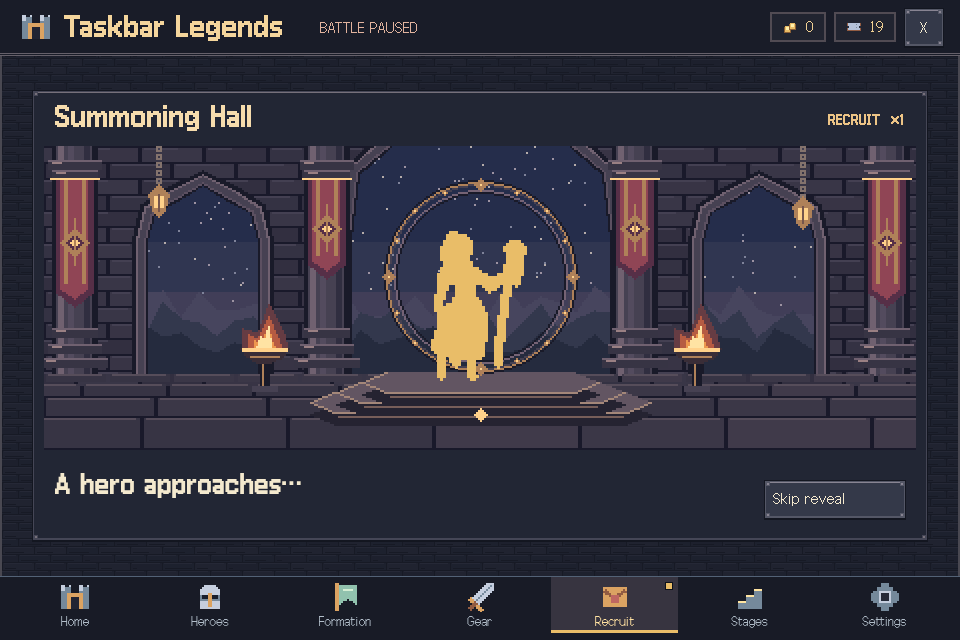 Taskbar Legends
BATTLE PAUSED
0
19
X
Summoning Hall
RECRUIT ×1
A hero approaches···
Skip reveal
Home
Heroes
Formation
Gear
Recruit
Stages
Settings